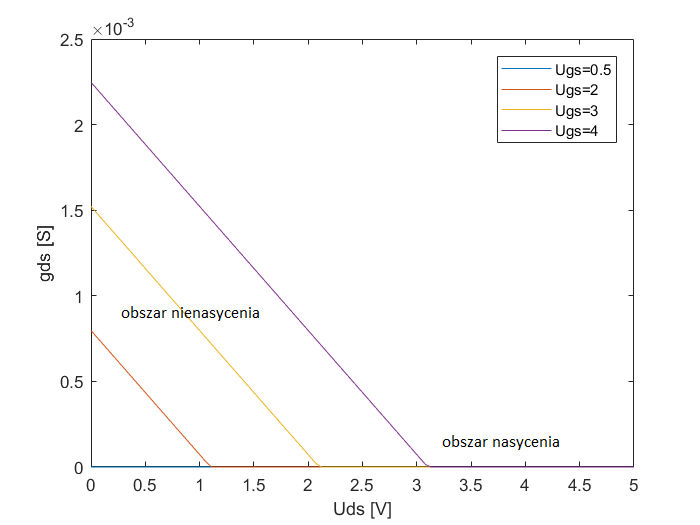 ×10-3
2.5
2
1.5
1
0.5
0
gds [S]
Ugs=0.5
Ugs=2
Ugs=3
Ugs=4
obszar nienasycenia
obszar nasycenia
0 0.5 1 1.5 2 2.5 3 3.5 4 4.5 5
Uds [V]